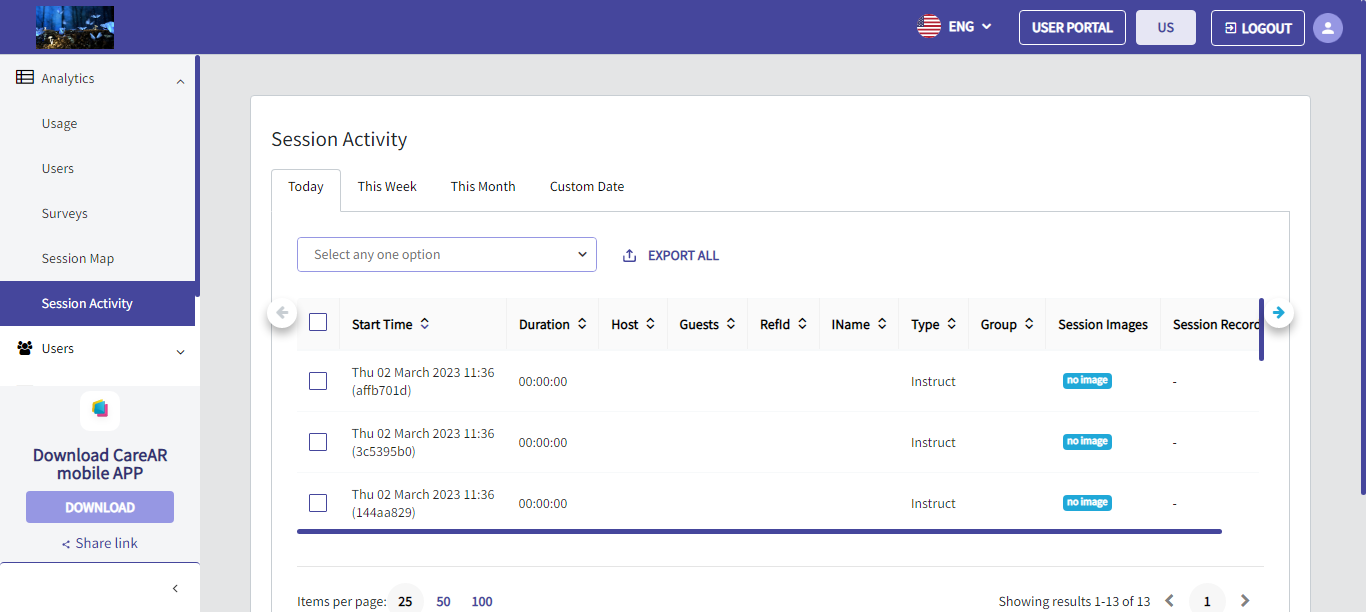 ENG
USER PORTAL
US
LOGOUT
Analytics
Usage
Users
Surveys
Session Map
Session Activity
Users
Download CareAR
mobile APP
DOWNLOAD
Share link
Session Activity
Today This Week This Month Custom Date
Select any one option
EXPORT ALL
Start Time Duration Host Guests RefId IName Type Group Session Images Session Record
Thu 02 March 2023 11:36
(affb701d)
00:00:00 Instruct no image -
Thu 02 March 2023 11:36
(3c5395b0)
00:00:00 Instruct no image -
Thu 02 March 2023 11:36
(144aa829)
00:00:00 Instruct no image -
Items per page: 25 50 100
Showing results 1-13 of 13 1